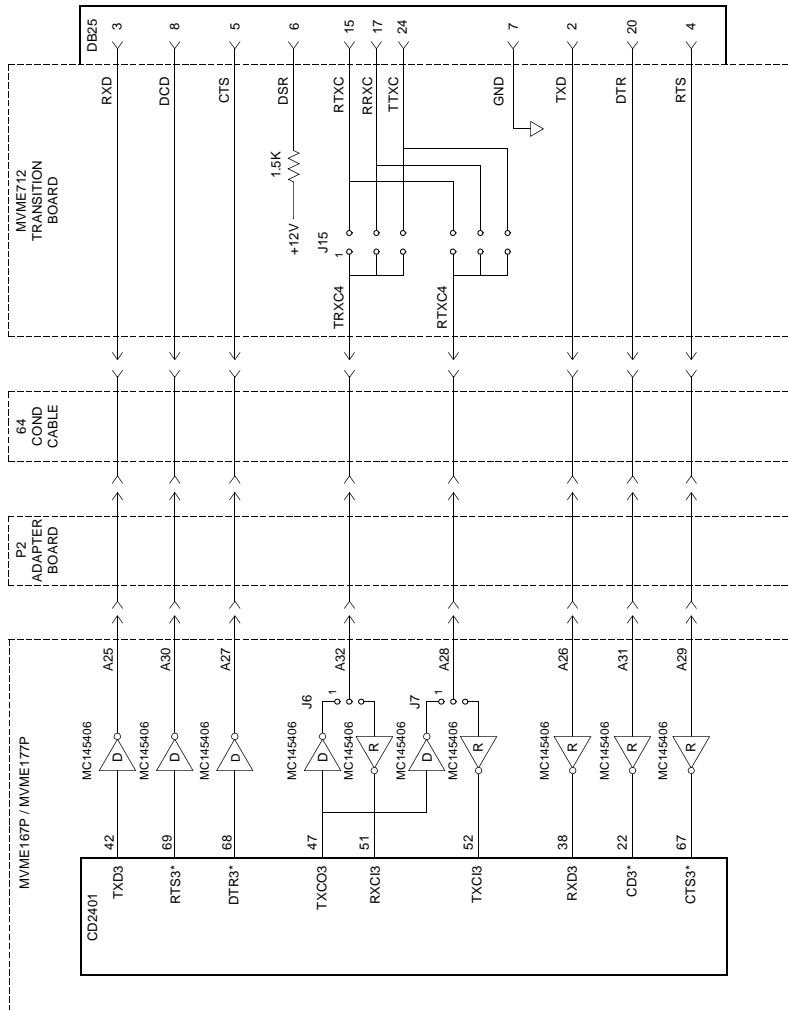 DB25
3
8
5
6
15
17
24
7
2
20
4
RXD
DCD
CTS
DSR
RTXC
RRXC
TTXC
GND
TXD
DTR
RTS
MVME712
TRANSITION
BOARD
1.5K
+12V
J15
1
TRXC4
RTXC4
64
COND
CABLE
P2
ADAPTER
BOARD
MVME167P / MVME177P
A25
A30
A27
A32
A28
A26
A31
A29
J6
1
J7
1
MC145406
MC145406
MC145406
MC145406
MC145406
MC145406
MC145406
MC145406
MC145406
MC145406
D
D
D
D
R
D
R
R
R
R
42
69
68
47
51
52
38
22
67
CD2401
TXD3
RTS3*
DTR3*
TXCO3
RXCI3
TXCI3
RXD3
CD3*
CTS3*